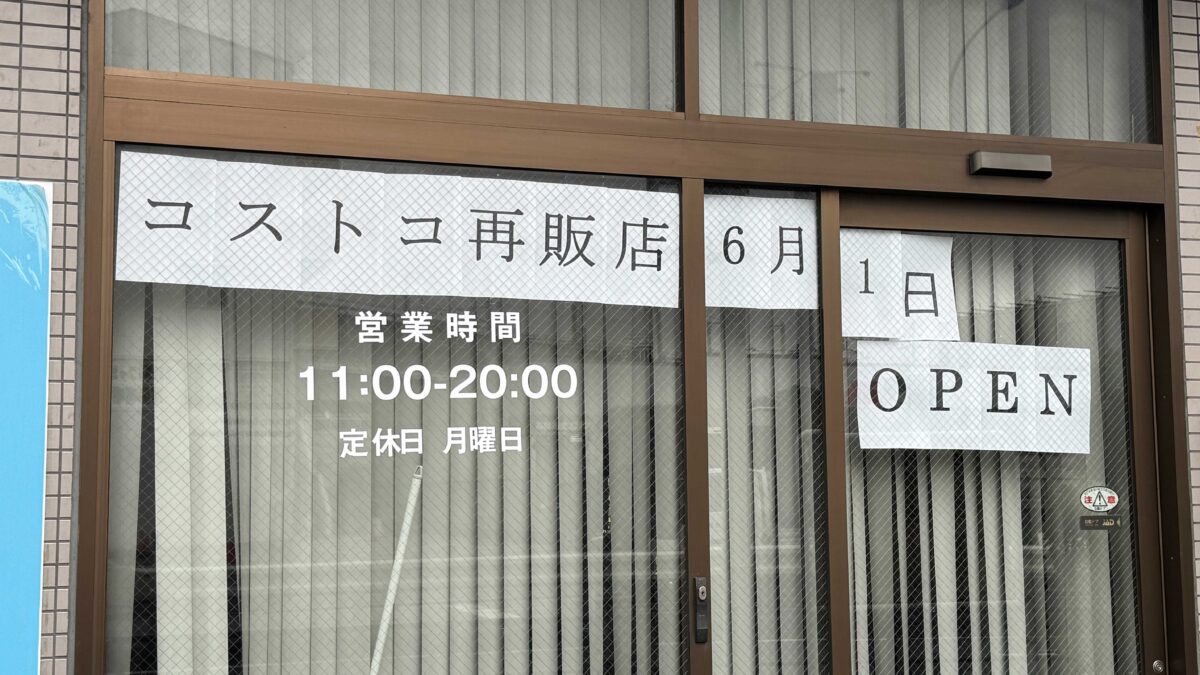 コストコ再販店 6月1日
OPEN
営業時間
11:00-20:00
定休日 月曜日
注意